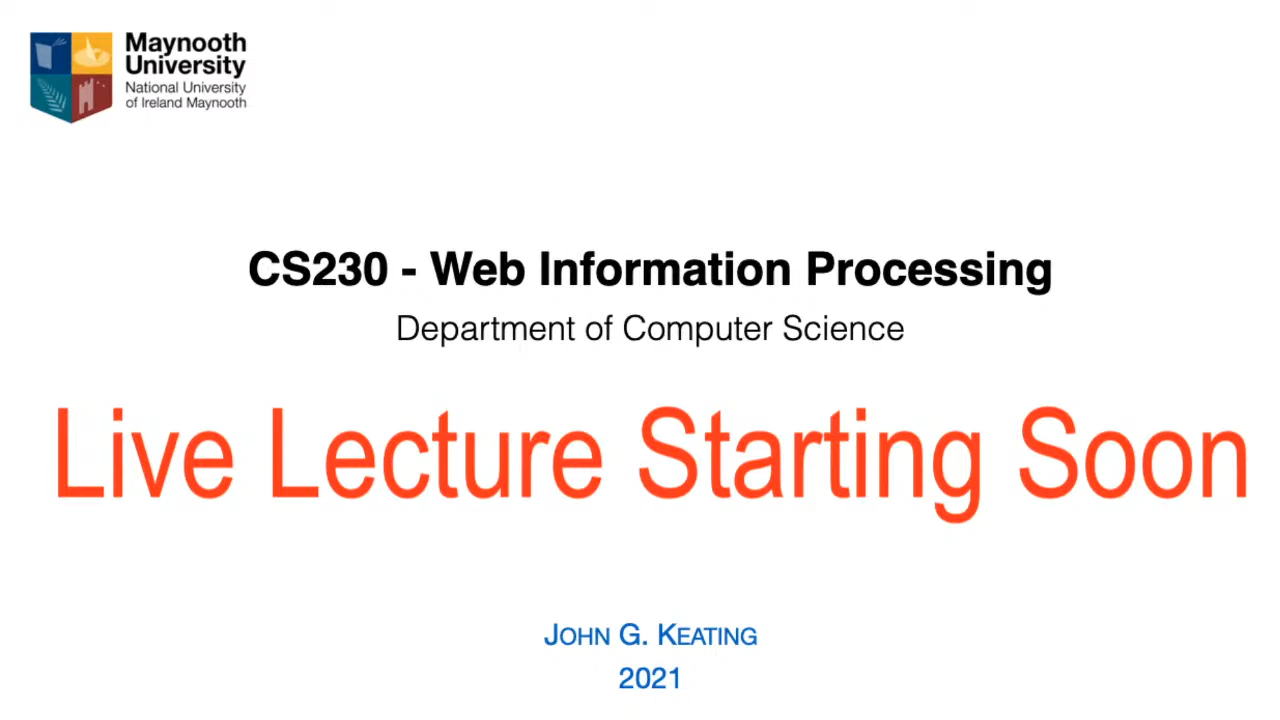 Maynooth
University
National University
of Ireland Maynooth
CS230 - Web Information Processing
Department of Computer Science
Live Lecture Starting Soon
John G. Keating
2021